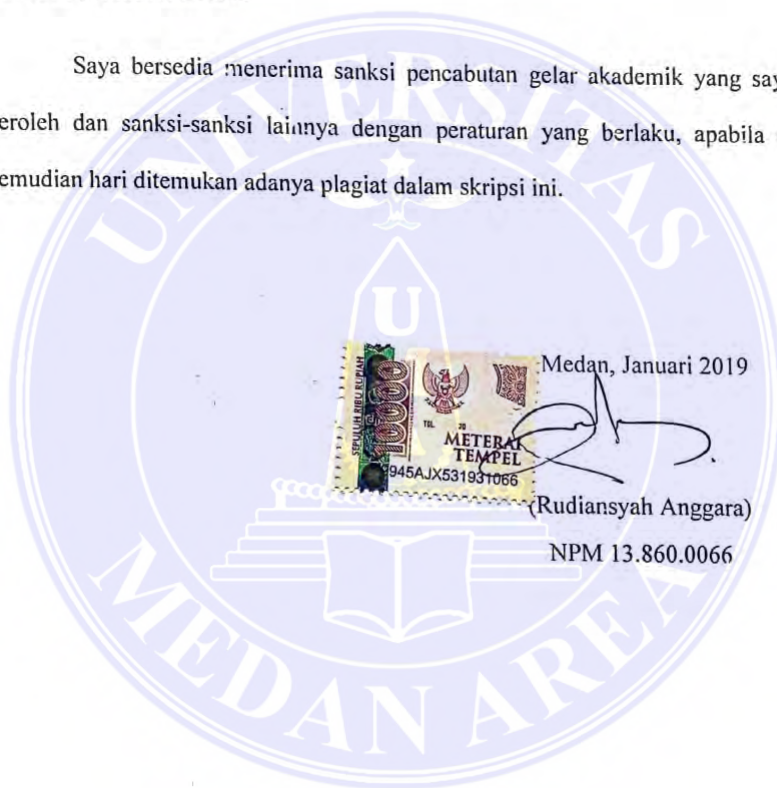 Saya bersedia menerima sanksi pencabutan gelar akademik yang say
eroleh dan sanksi-sanksi lainnya dengan peraturan yang berlaku, apabila
emudian hari ditemukan adanya plagiat dalam skripsi ini.
UNIVERSITAS
U
Medan, Januari 2019
SEPULUH RIBU RUPIAH
10000
TEL. 20
METERAI
TEMPEL
945AJX531931066
(Rudiansyah Anggara)
NPM 13.860.0066
MEDAN AREA